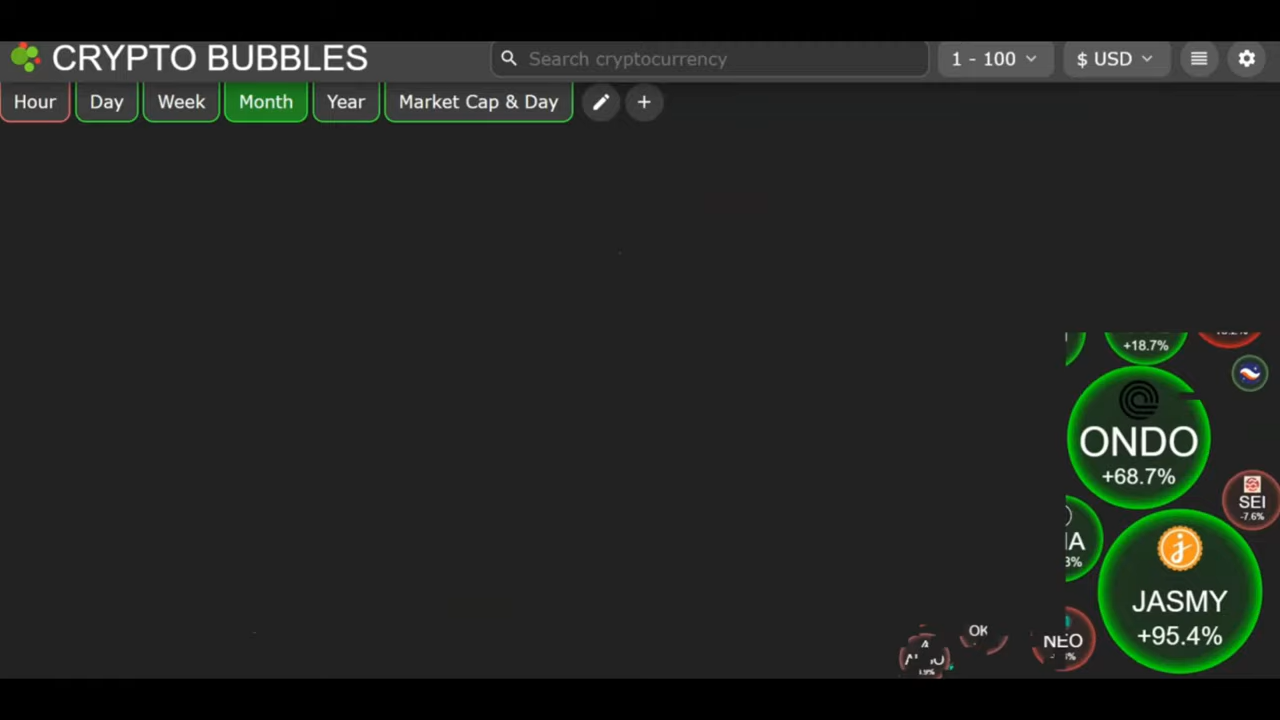 CRYPTO BUBBLES
Search cryptocurrency
1 - 100
$ USD
Hour
Day
Week
Month
Year
Market Cap & Day
+18.7%
ONDO
+68.7%
SEI
-7.6%
JASMY
+95.4%
OK
NEO